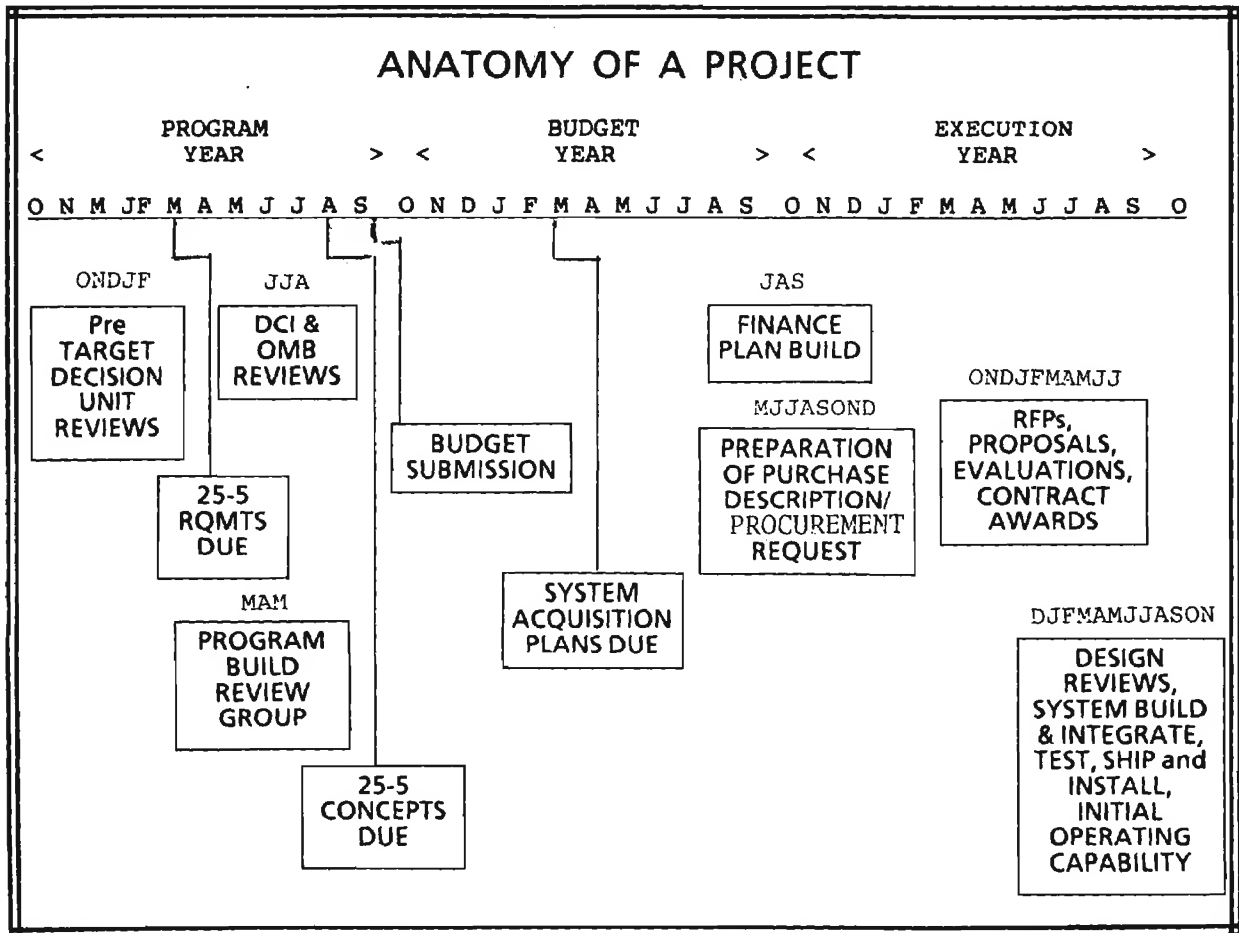 ANATOMY OF A PROJECT
PROGRAM
< YEAR >
BUDGET
< YEAR >
EXECUTION
< YEAR >
O N M JF M A M J J A S O N D J F M A M J J A S O N D J F M A M J J A S O
ONDJF
Pre
TARGET
DECISION
UNIT
REVIEWS
JJA
DCI &
OMB
REVIEWS
25-5
RQMTS
DUE
MAM
PROGRAM
BUILD
REVIEW
GROUP
25-5
CONCEPTS
DUE
BUDGET
SUBMISSION
SYSTEM
ACQUISITION
PLANS DUE
JAS
FINANCE
PLAN BUILD
MJJASOND
PREPARATION
OF PURCHASE
DESCRIPTION/
PROCUREMENT
REQUEST
ONDJFMAMJJ
RFPs,
PROPOSALS,
EVALUATIONS,
CONTRACT
AWARDS
DJFMAMJJASON
DESIGN
REVIEWS,
SYSTEM BUILD
& INTEGRATE,
TEST, SHIP and
INSTALL,
INITIAL
OPERATING
CAPABILITY